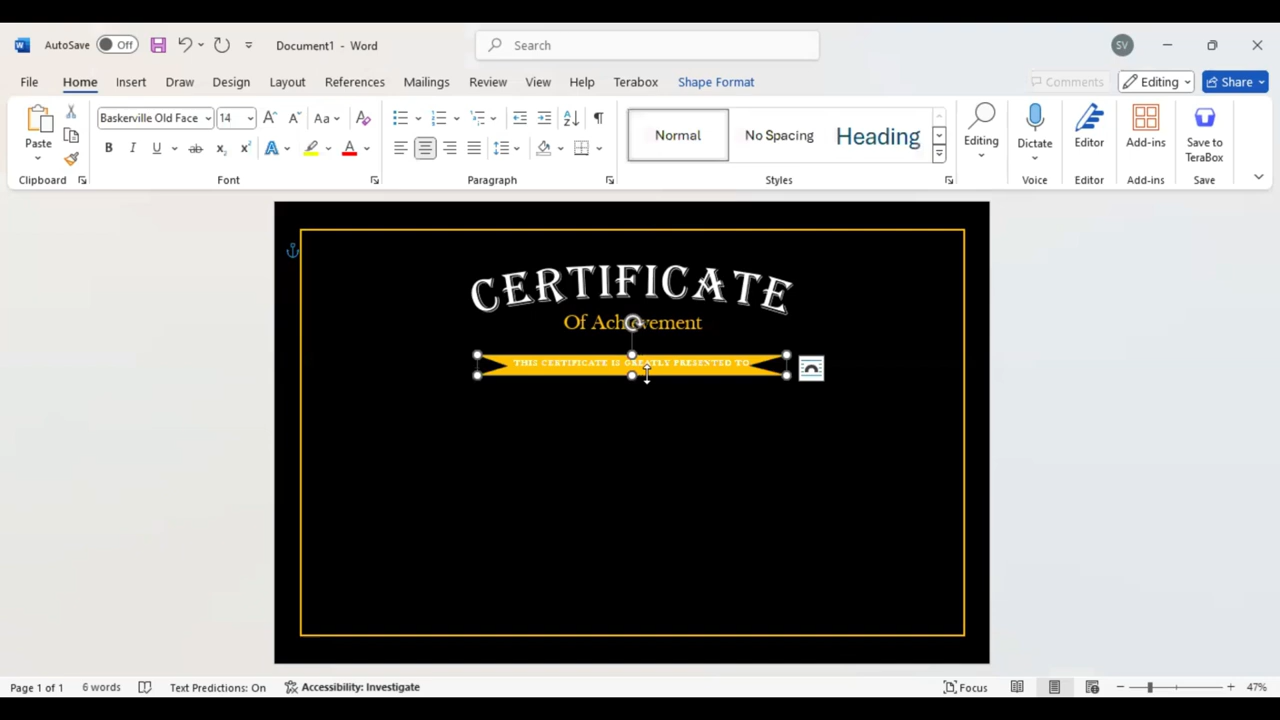 AutoSave Off Document1 - Word Search SV
File Home Insert Draw Design Layout References Mailings Review View Help Terabox Shape Format Comments Editing Share
Paste Baskerville Old Face 14 Normal No Spacing Heading Editing Dictate Editor Add-ins Save to TeraBox
Clipboard Font Paragraph Styles Voice Editor Add-ins Save
CERTIFICATE
Of Achievement
THIS CERTIFICATE IS GREATLY PRESENTED TO
Page 1 of 1 6 words Text Predictions: On Accessibility: Investigate Focus 47%